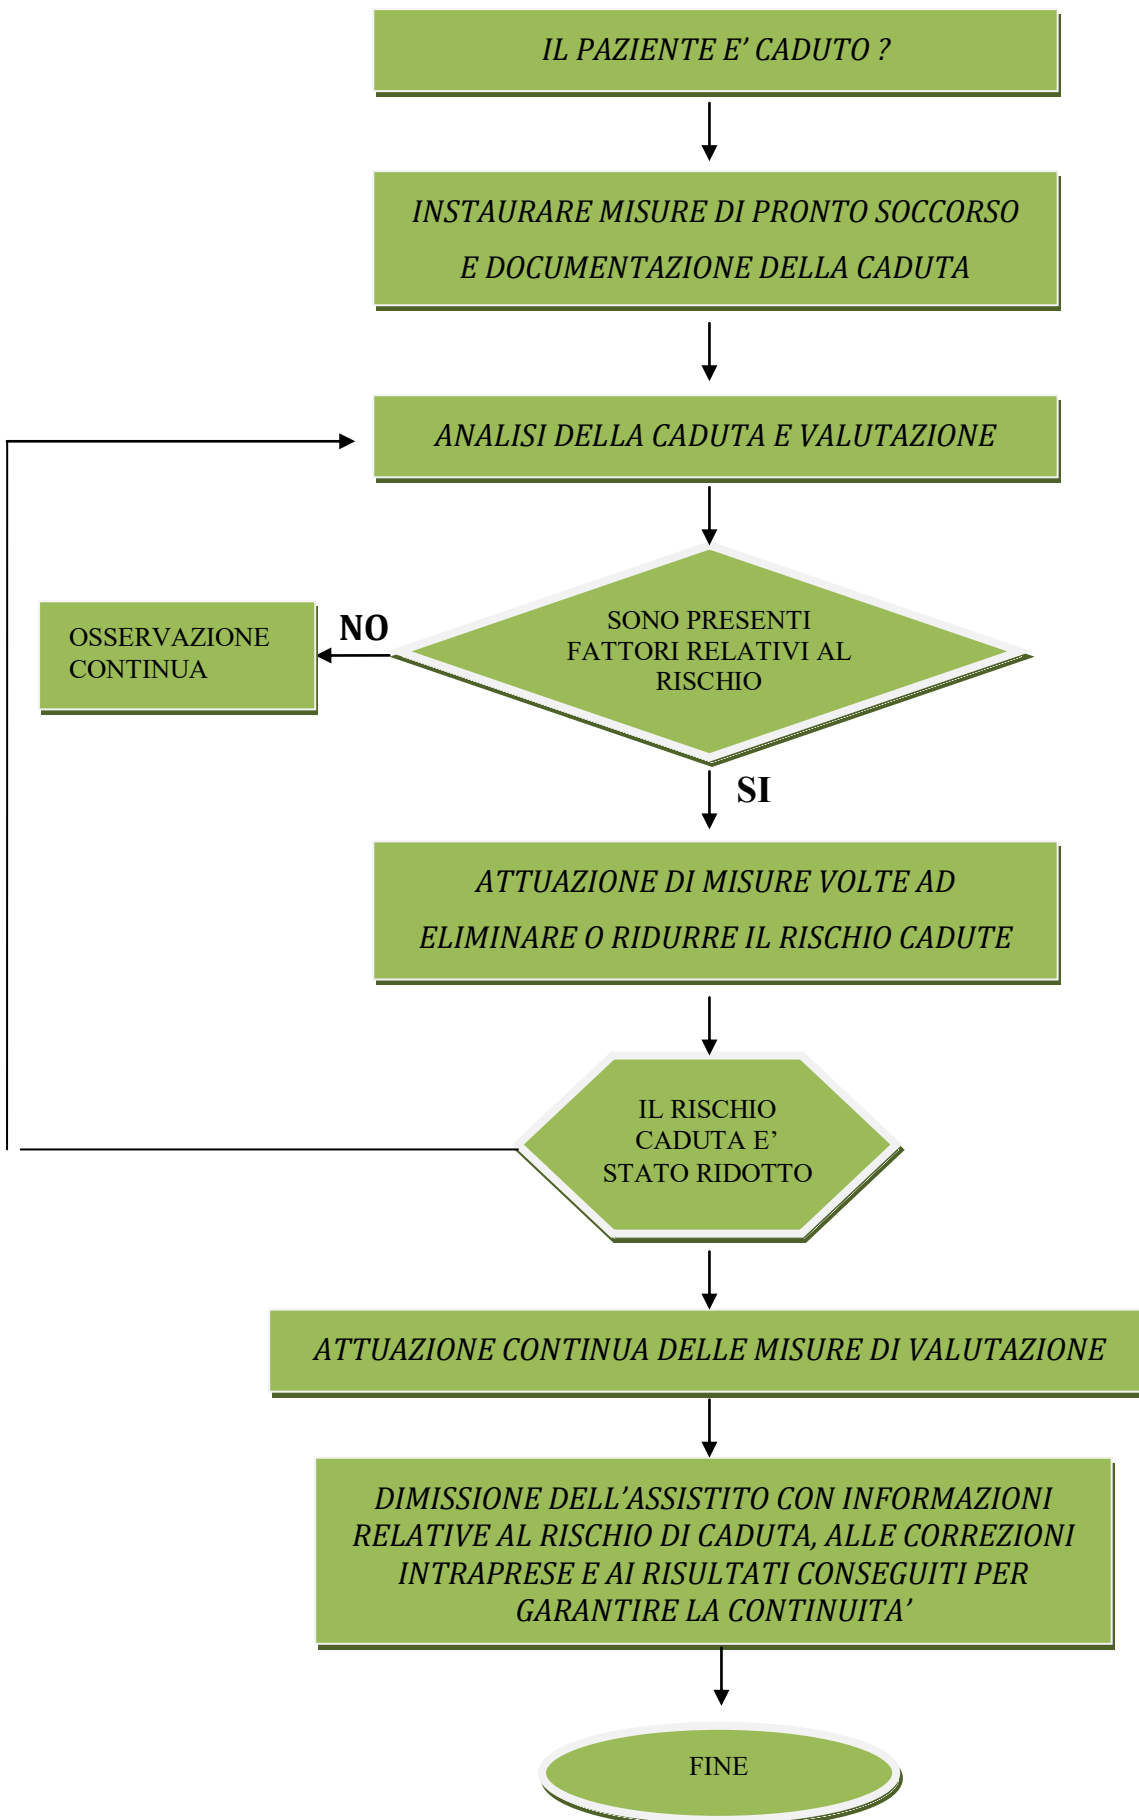 IL PAZIENTE E’ CADUTO ?
INSTAURARE MISURE DI PRONTO SOCCORSO
E DOCUMENTAZIONE DELLA CADUTA
ANALISI DELLA CADUTA E VALUTAZIONE
SONO PRESENTI
FATTORI RELATIVI AL
RISCHIO
NO
OSSERVAZIONE
CONTINUA
SI
ATTUAZIONE DI MISURE VOLTE AD
ELIMINARE O RIDURRE IL RISCHIO CADUTE
IL RISCHIO
CADUTA E’
STATO RIDOTTO
ATTUAZIONE CONTINUA DELLE MISURE DI VALUTAZIONE
DIMISSIONE DELL’ASSISTITO CON INFORMAZIONI
RELATIVE AL RISCHIO DI CADUTA, ALLE CORREZIONI
INTRAPRESE E AI RISULTATI CONSEGUITI PER
GARANTIRE LA CONTINUITA’
FINE